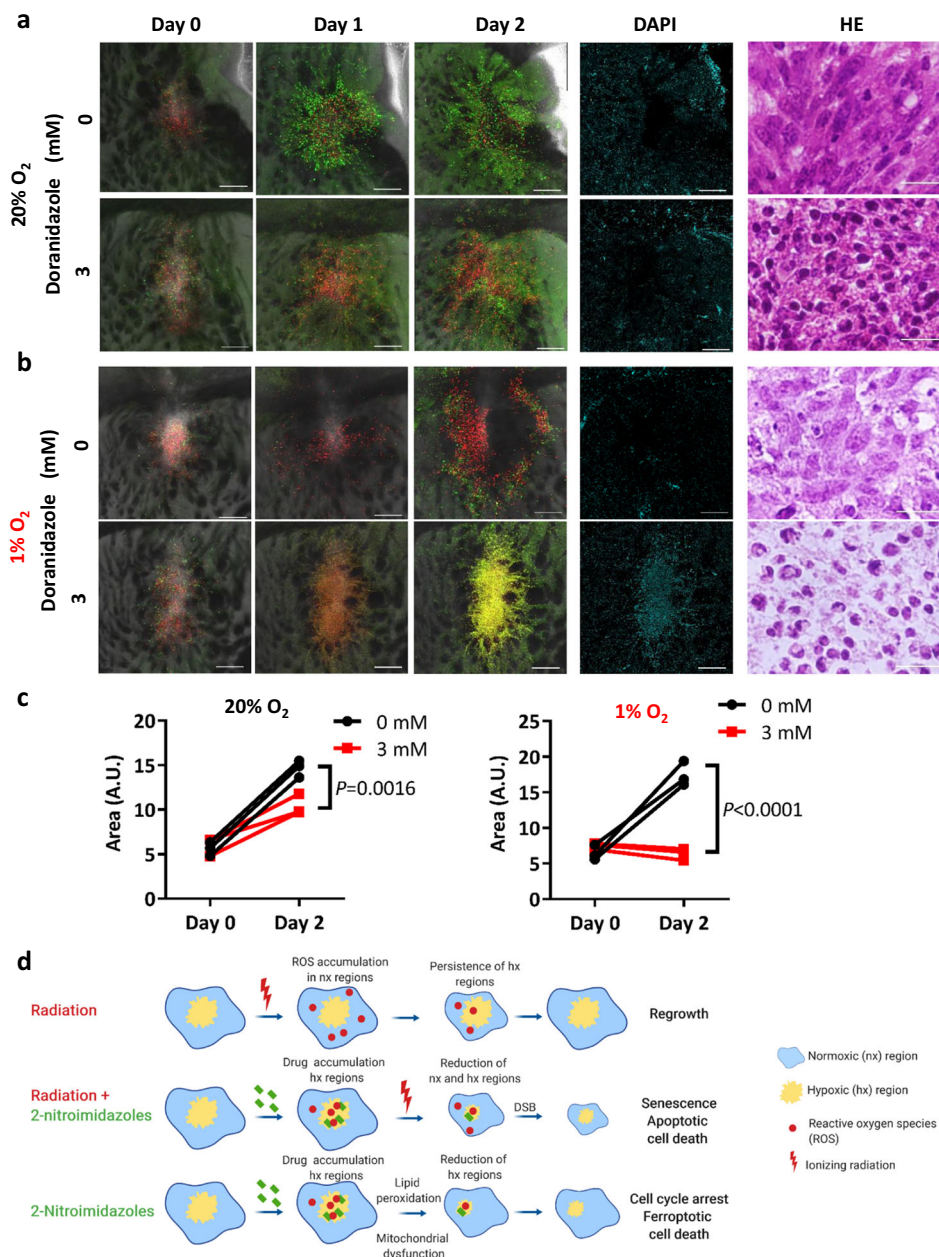 a
Day 0
Day 1
Day 2
DAPI
HE
20% O2
Doranidazole (mM)
0
3
b
1% O2
Doranidazole (mM)
0
3
c
20% O2
0 mM
3 mM
Area (A.U.)
20
15
10
5
0
Day 0
Day 2
P=0.0016
1% O2
0 mM
3 mM
Area (A.U.)
25
20
15
10
5
0
Day 0
Day 2
P<0.0001
d
Radiation
ROS accumulation
in nx regions
Persistence of hx
regions
Regrowth
Radiation +
2-nitroimidazoles
Drug accumulation
hx regions
Reduction of
nx and hx regions
DSB
Senescence
Apoptotic
cell death
2-Nitroimidazoles
Drug accumulation
hx regions
Lipid
peroxidation
Mitochondrial
dysfunction
Reduction of
hx regions
Cell cycle arrest
Ferroptotic
cell death
Normoxic (nx) region
Hypoxic (hx) region
Reactive oxygen species
(ROS)
Ionizing radiation